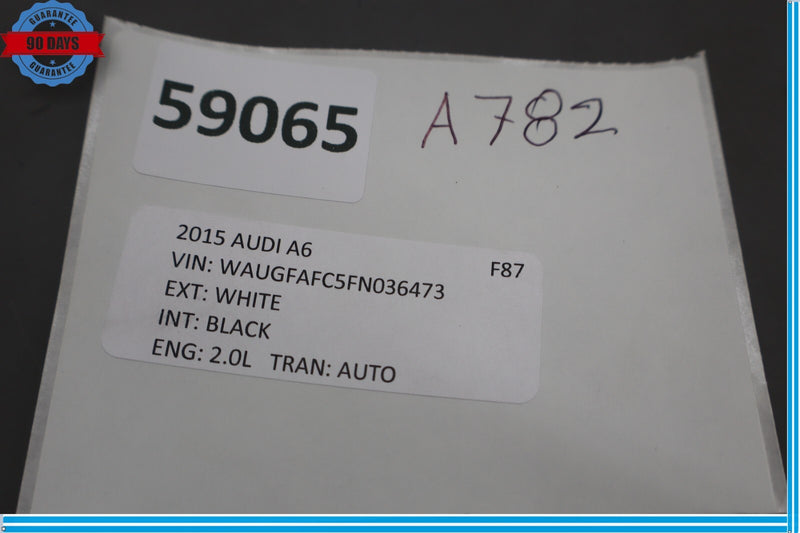 GUARANTEE
90 DAYS
GUARANTEE
59065
A782
2015 AUDI A6
F87
VIN: WAUGFAFC5FN036473
EXT: WHITE
INT: BLACK
ENG: 2.0L TRAN: AUTO